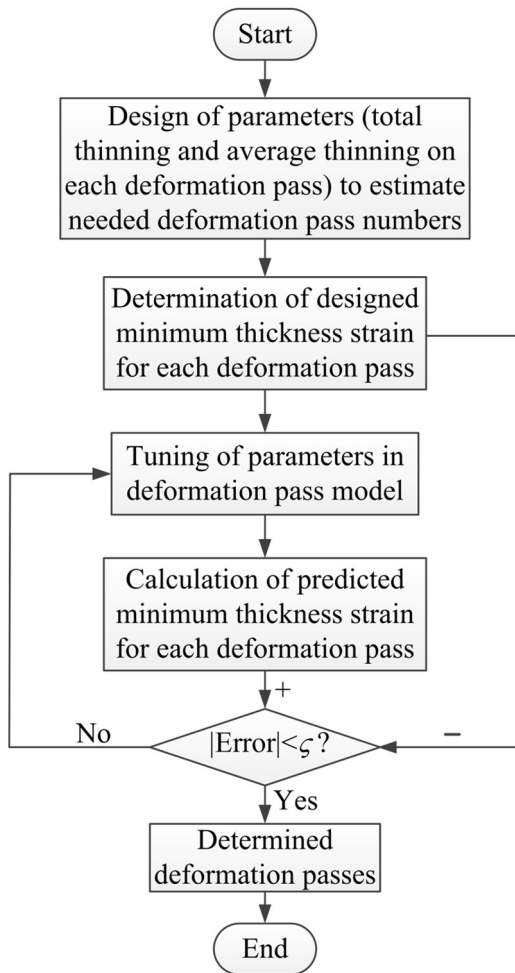 Start
Design of parameters (total
thinning and average thinning on
each deformation pass) to estimate
needed deformation pass numbers
Determination of designed
minimum thickness strain
for each deformation pass
Tuning of parameters in
deformation pass model
Calculation of predicted
minimum thickness strain
for each deformation pass
+
No
|Error|<ς?
−
Yes
Determined
deformation passes
End